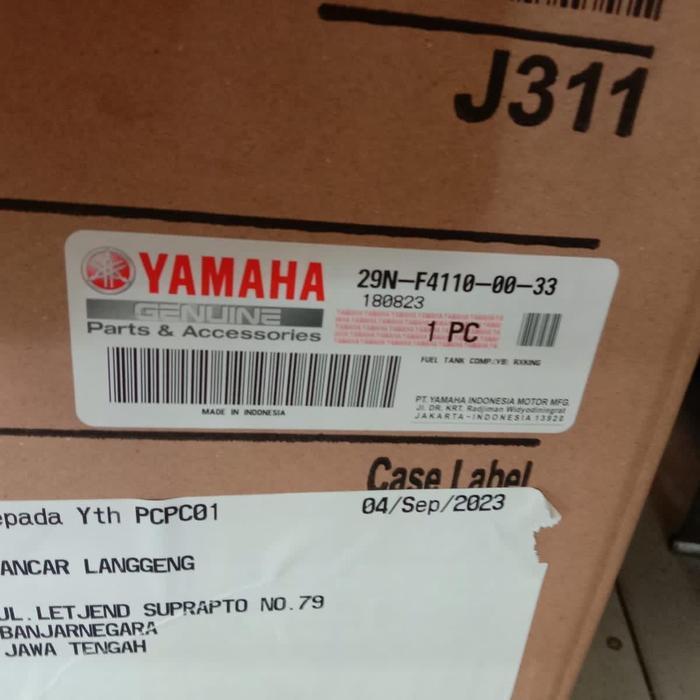 J311
YAMAHA
GENUINE
Parts & Accessories
MADE IN INDONESIA
29N-F4110-00-33
180823
1 PC
FUEL TANK COMP.(YB) RXKING
PT. YAMAHA INDONESIA MOTOR MFG.
Jl. DR. KRT. Radjiman Widyodiningrat
JAKARTA-INDONESIA 13920
Case Label
epada Yth PCPC01
04/Sep/2023
ANCAR LANGGENG
JL. LETJEND SUPRAPTO NO.79
BANJARNEGARA
JAWA TENGAH